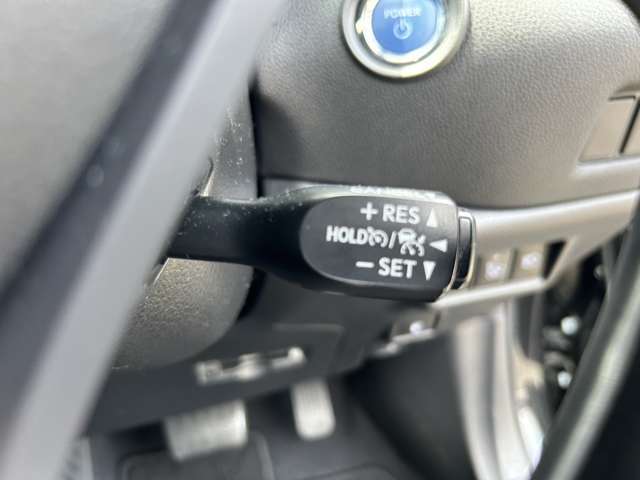 POWER
+ RES ▲
HOLD / ◀
– SET ▼